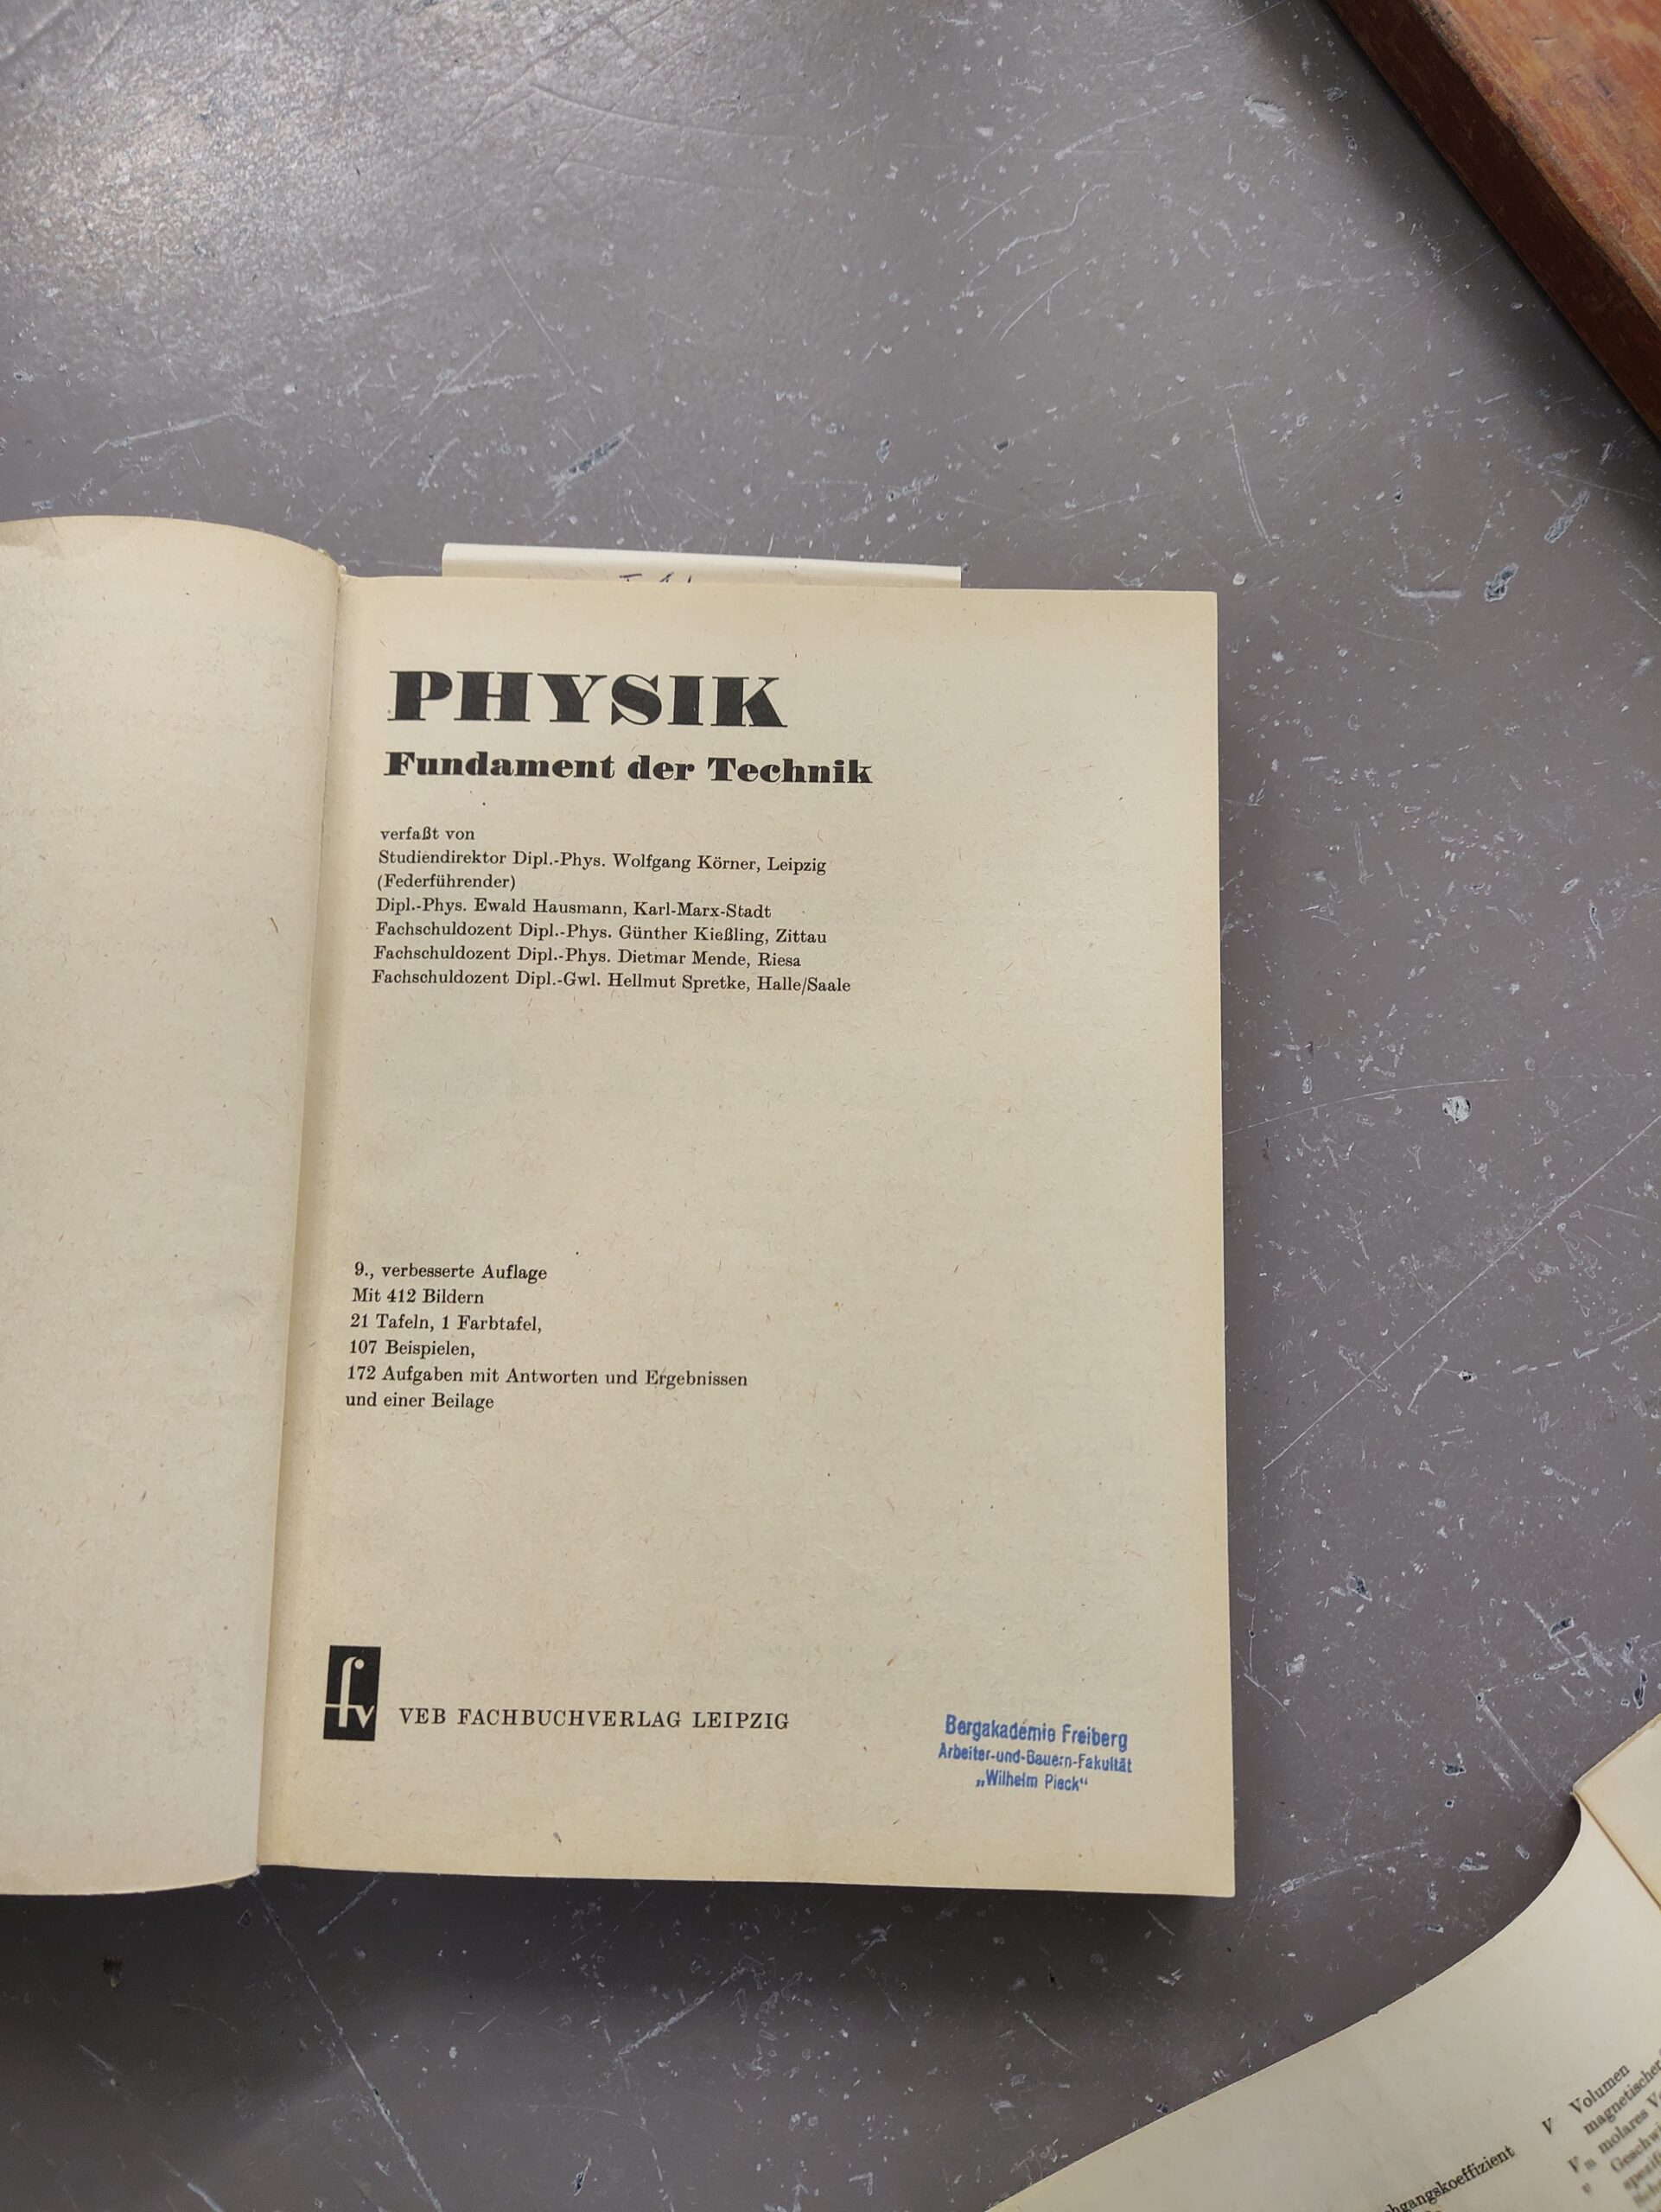 PHYSIK
Fundament der Technik
verfaßt von
Studiendirektor Dipl.-Phys. Wolfgang Körner, Leipzig
(Federführender)
Dipl.-Phys. Ewald Hausmann, Karl-Marx-Stadt
Fachschuldozent Dipl.-Phys. Günther Kießling, Zittau
Fachschuldozent Dipl.-Phys. Dietmar Mende, Riesa
Fachschuldozent Dipl.-Gwl. Hellmut Spretke, Halle/Saale
9., verbesserte Auflage
Mit 412 Bildern
21 Tafeln, 1 Farbtafel,
107 Beispielen,
172 Aufgaben mit Antworten und Ergebnissen
und einer Beilage
fv
VEB FACHBUCHVERLAG LEIPZIG
Bergakademie Freiberg
Arbeiter-und-Bauern-Fakultät
„Wilhelm Pieck“
V Volumen
magnetischer
V m molares